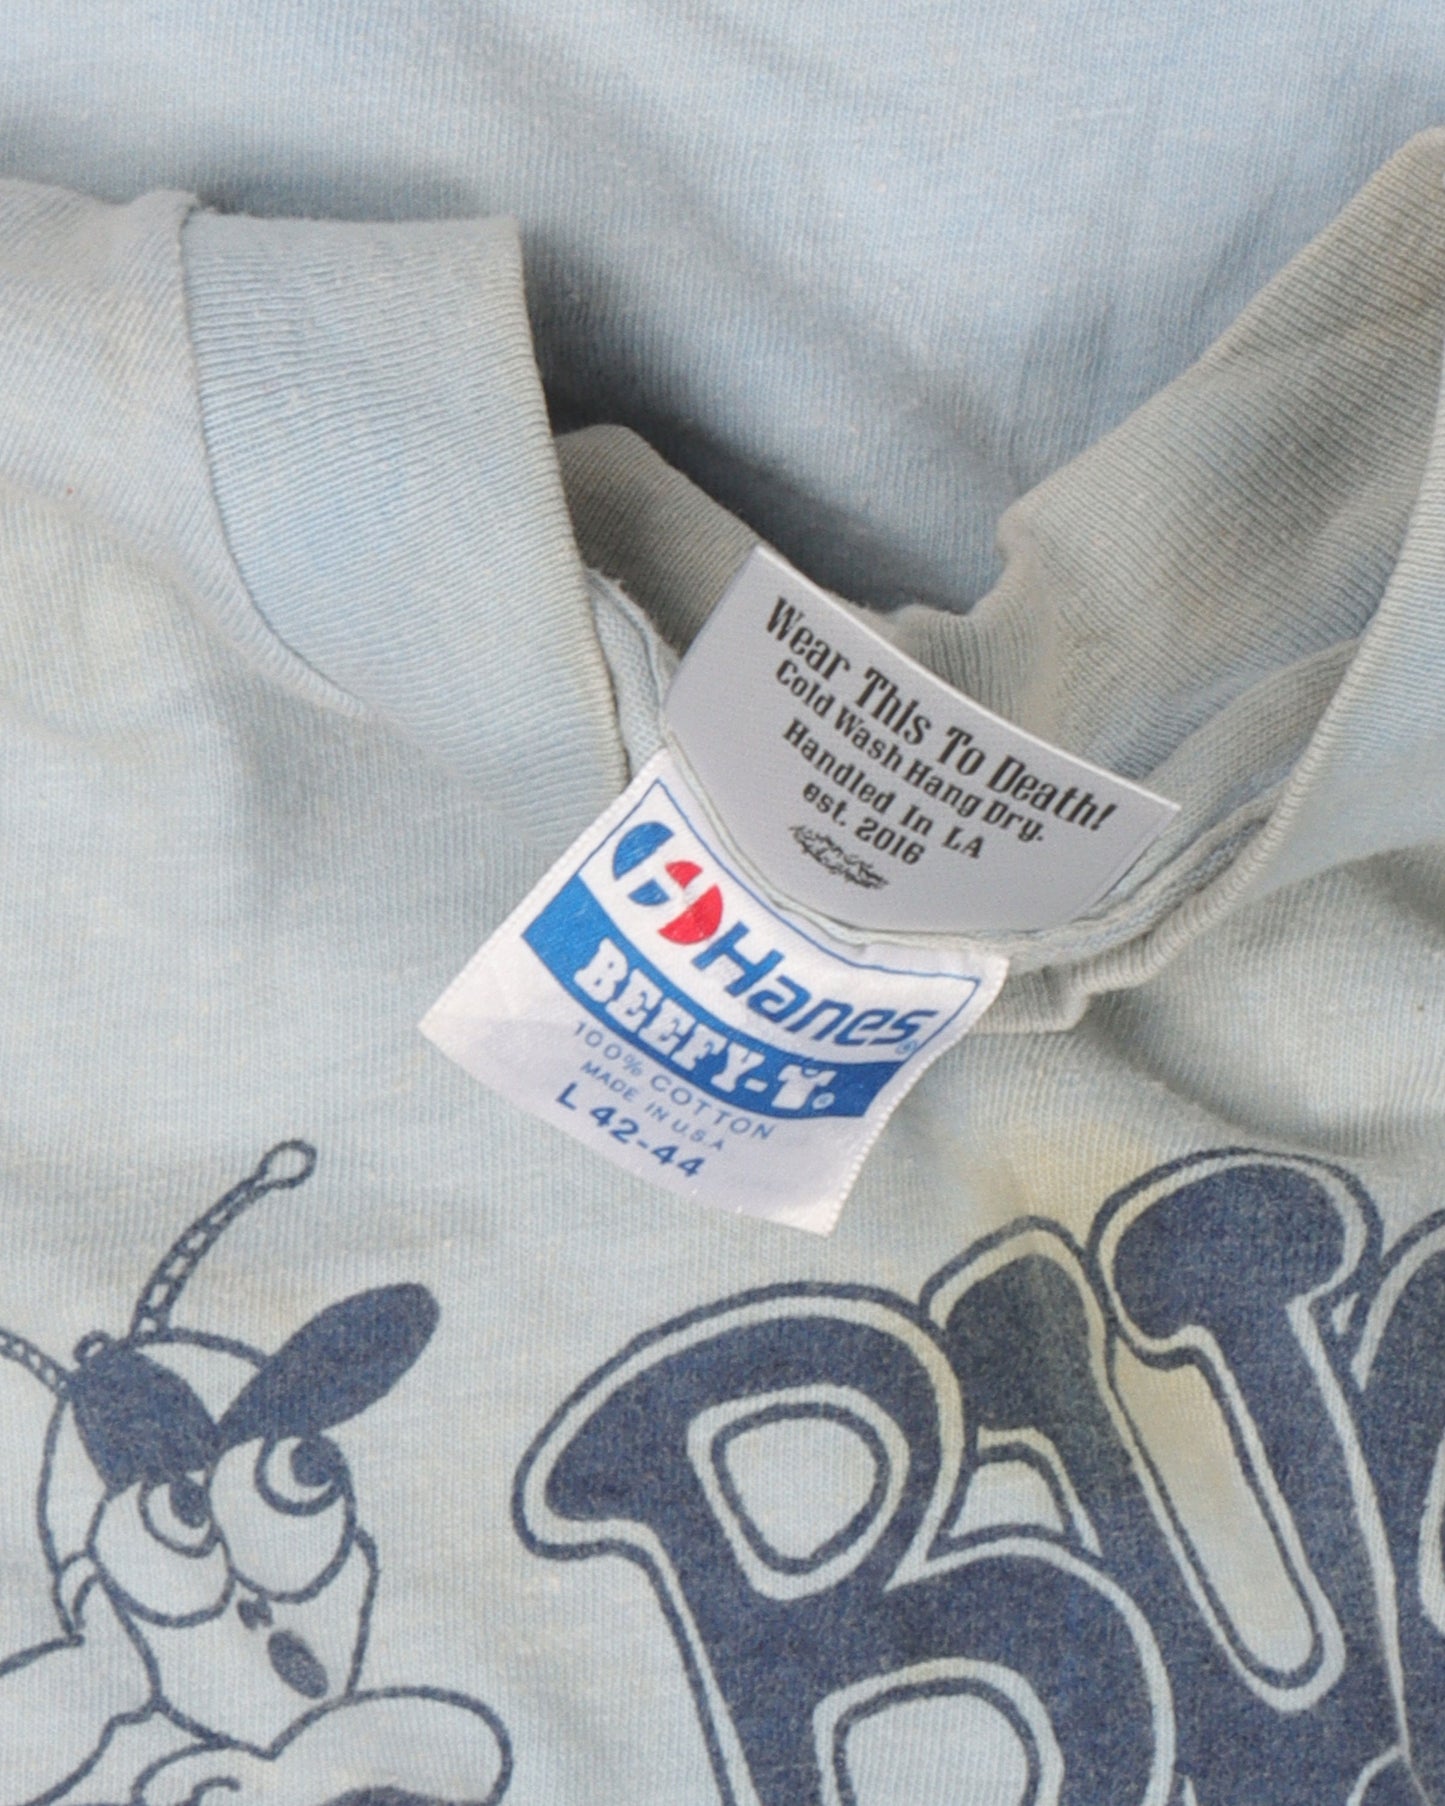 Wear This To Death!
Cold Wash Hang Dry.
Handled In LA
est. 2016
Hanes®
BEEFY-T®
100% COTTON
MADE IN U.S.A
L 42-44